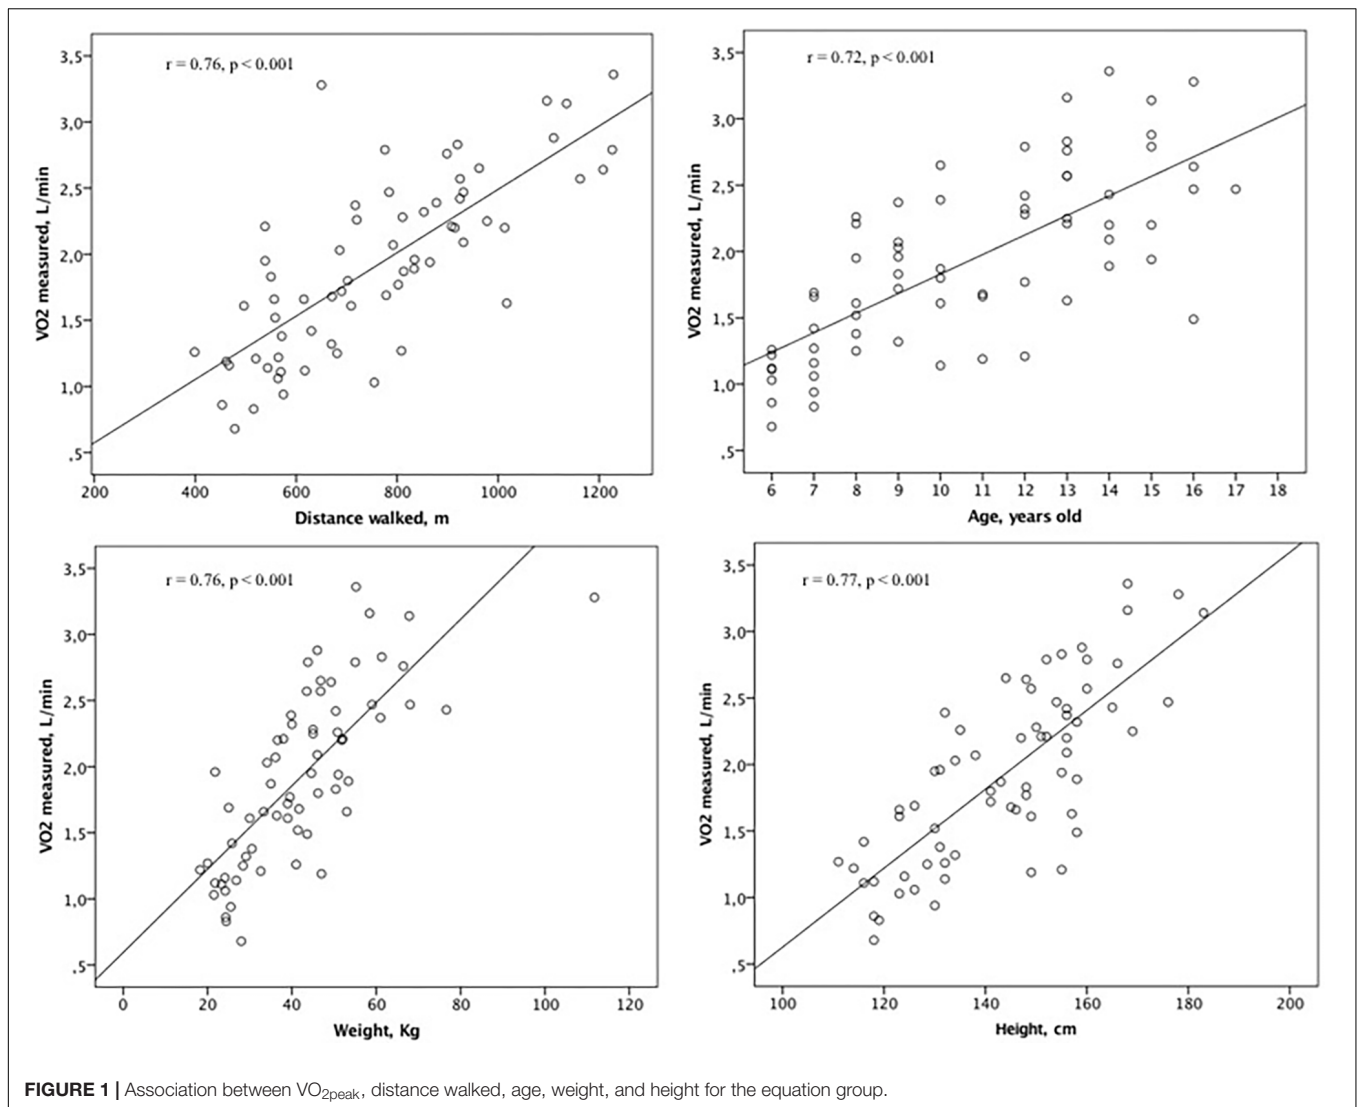 r = 0.76, p < 0.001
3,5
3,0
2,5
2,0
1,5
1,0
,5
VO2 measured, L/min
200 400 600 800 1000 1200
Distance walked, m
r = 0.72, p < 0.001
3,5
3,0
2,5
2,0
1,5
1,0
,5
VO2 measured, L/min
6 7 8 9 10 11 12 13 14 15 16 17 18
Age, years old
r = 0.76, p < 0.001
3,5
3,0
2,5
2,0
1,5
1,0
,5
VO2 measured, L/min
0 20 40 60 80 100 120
Weight, Kg
r = 0.77, p < 0.001
3,5
3,0
2,5
2,0
1,5
1,0
,5
VO2 measured, L/min
100 120 140 160 180 200
Height, cm
FIGURE 1 | Association between VO2peak, distance walked, age, weight, and height for the equation group.